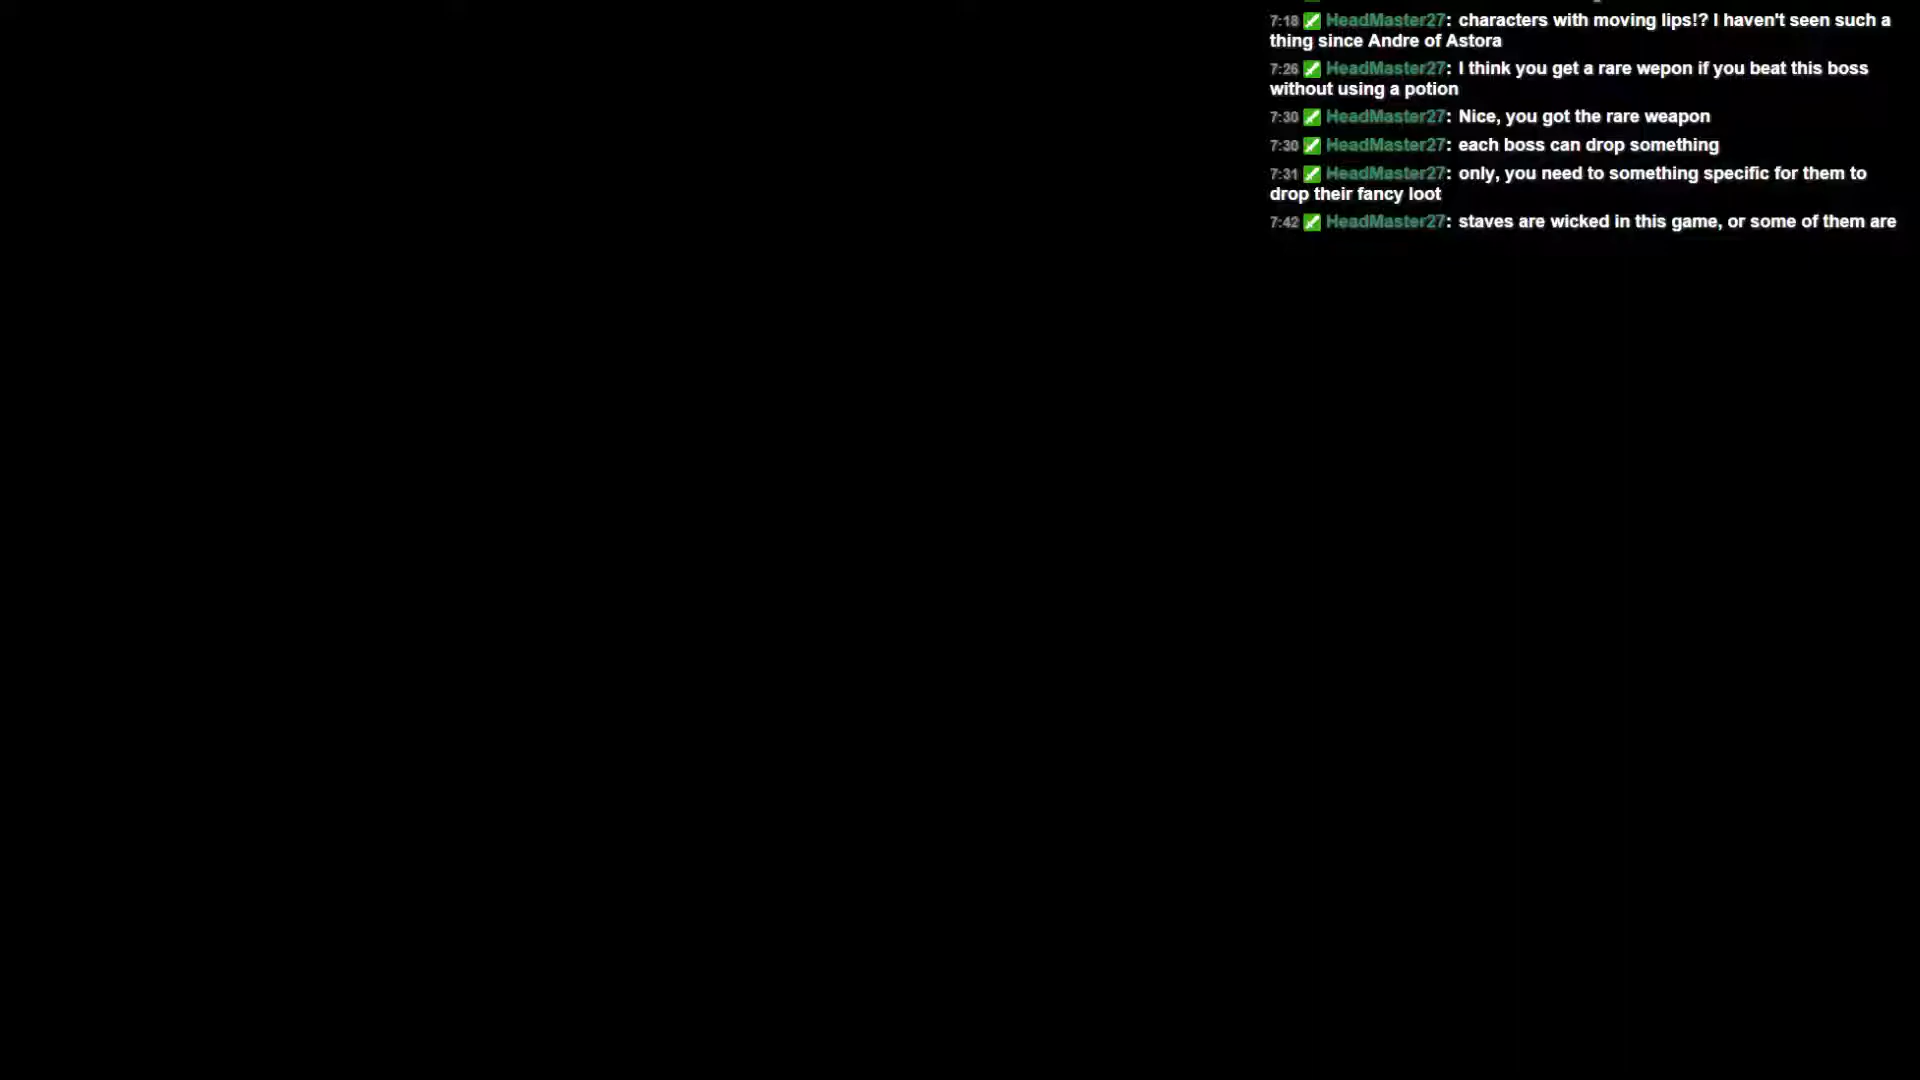 7:18 HeadMaster27: characters with moving lips!? I haven't seen such a
thing since Andre of Astora
7:26 HeadMaster27: I think you get a rare wepon if you beat this boss
without using a potion
7:30 HeadMaster27: Nice, you got the rare weapon
7:30 HeadMaster27: each boss can drop something
7:31 HeadMaster27: only, you need to something specific for them to
drop their fancy loot
7:42 HeadMaster27: staves are wicked in this game, or some of them are